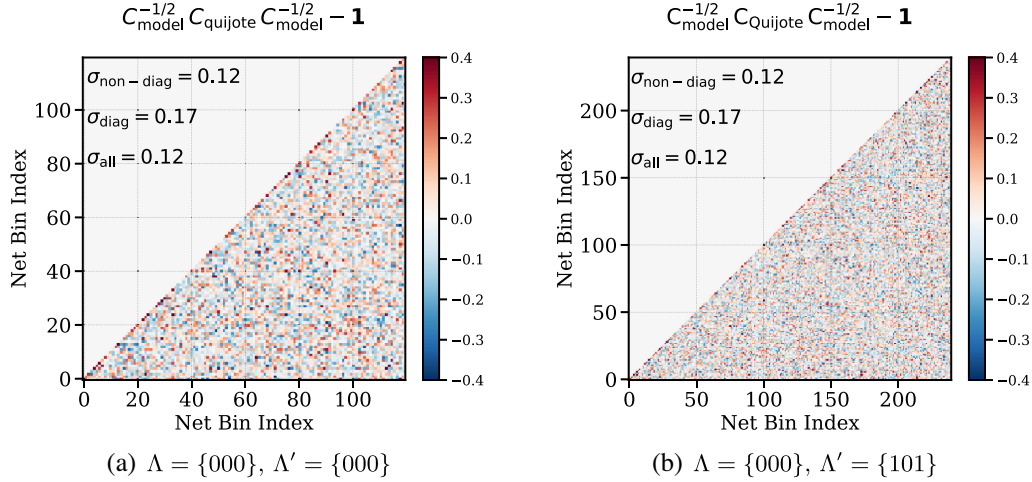 C_model^{-1/2} C_quijote C_model^{-1/2} − 1
σ_non−diag = 0.12
σ_diag = 0.17
σ_all = 0.12
Net Bin Index
100
80
60
40
20
0
0 20 40 60 80 100
Net Bin Index
0.4
0.3
0.2
0.1
0.0
−0.1
−0.2
−0.3
−0.4
(a) Λ = {000}, Λ′ = {000}
C_model^{-1/2} C_Quijote C_model^{-1/2} − 1
σ_non−diag = 0.12
σ_diag = 0.17
σ_all = 0.12
Net Bin Index
200
150
100
50
0
0 50 100 150 200
Net Bin Index
0.4
0.3
0.2
0.1
0.0
−0.1
−0.2
−0.3
−0.4
(b) Λ = {000}, Λ′ = {101}